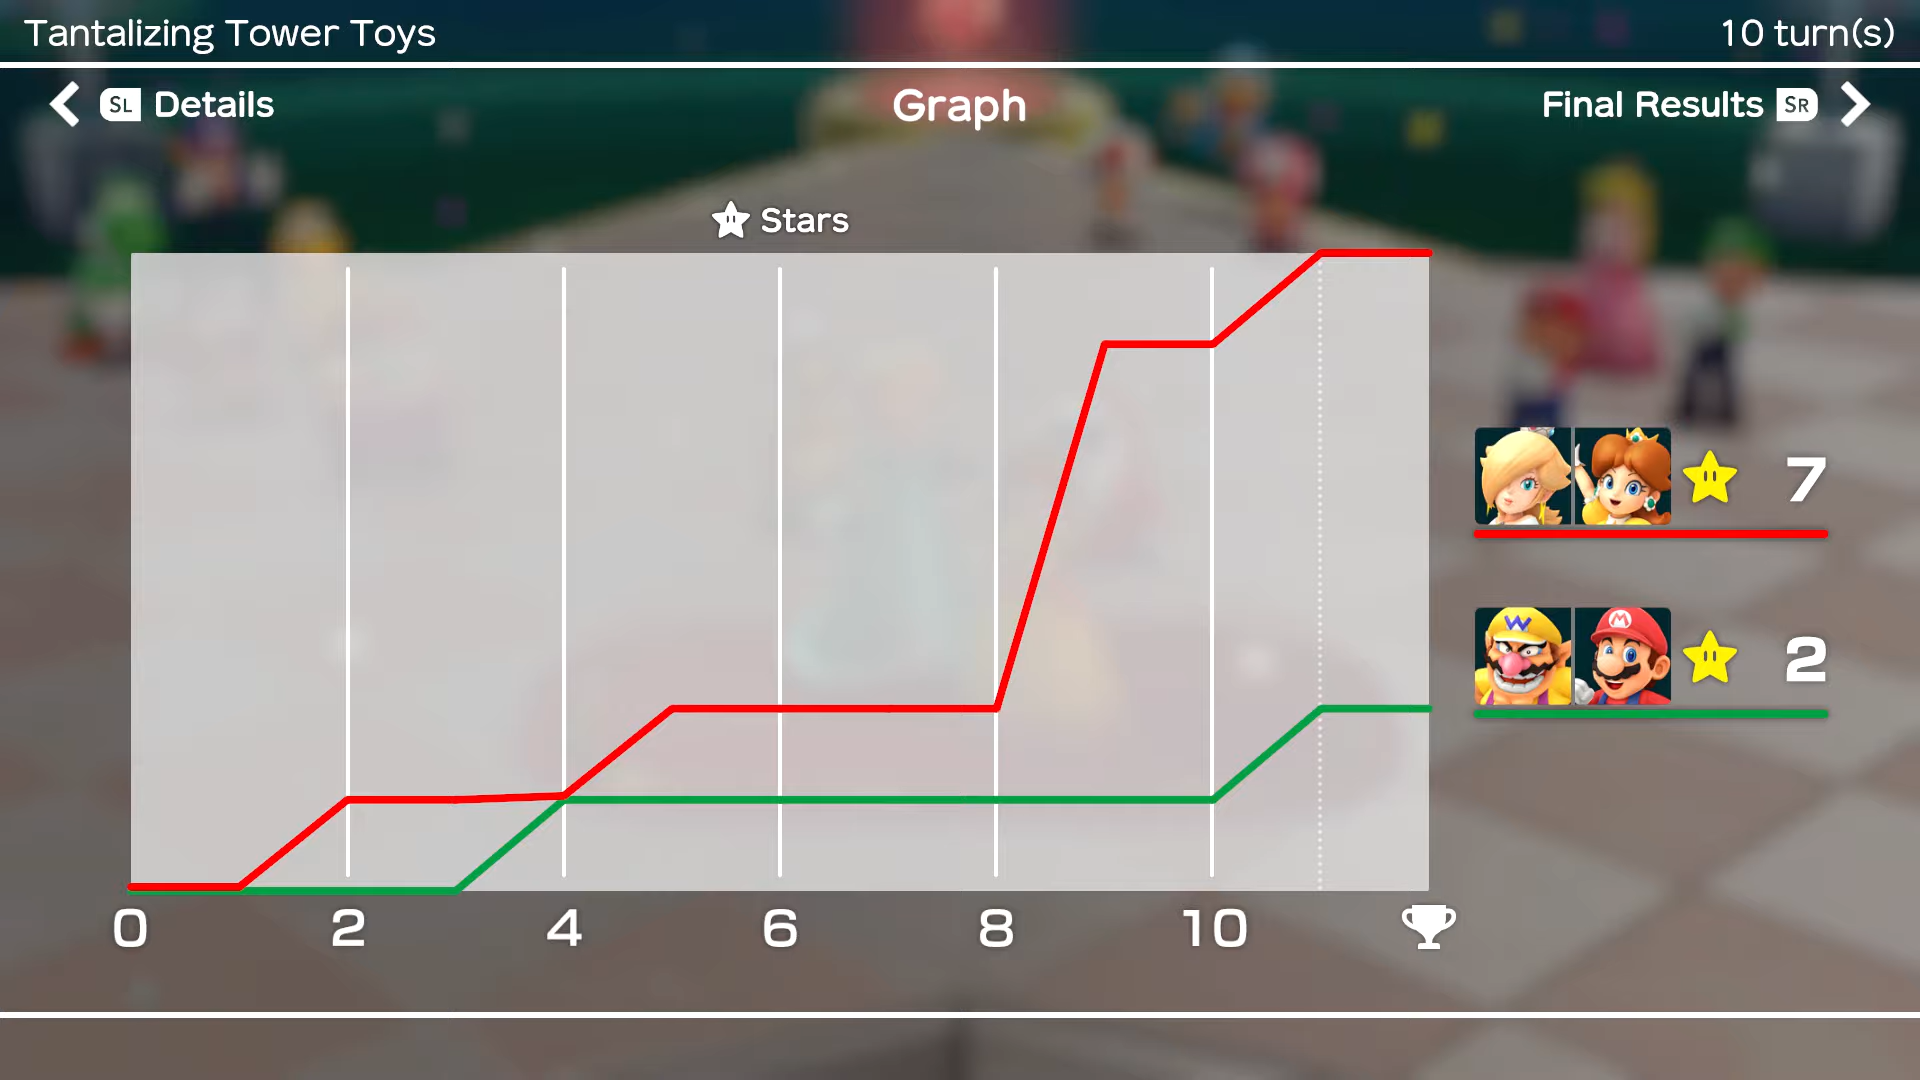 Tantalizing Tower Toys
10 turn(s)
SL Details
Graph
Final Results SR
Stars
7
2
0 2 4 6 8 10